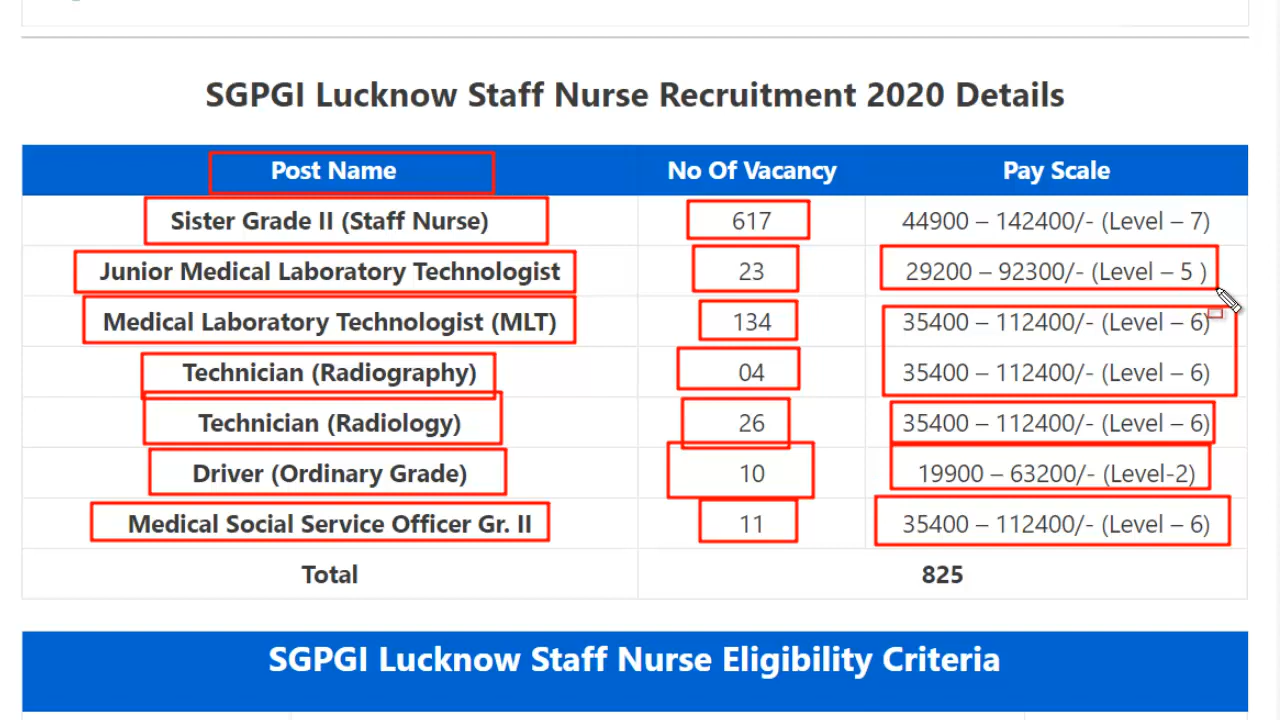 SGPGI Lucknow Staff Nurse Recruitment 2020 Details
Post Name No Of Vacancy Pay Scale
Sister Grade II (Staff Nurse) 617 44900 – 142400/- (Level – 7)
Junior Medical Laboratory Technologist 23 29200 – 92300/- (Level – 5 )
Medical Laboratory Technologist (MLT) 134 35400 – 112400/- (Level – 6)
Technician (Radiography) 04 35400 – 112400/- (Level – 6)
Technician (Radiology) 26 35400 – 112400/- (Level – 6)
Driver (Ordinary Grade) 10 19900 – 63200/- (Level-2)
Medical Social Service Officer Gr. II 11 35400 – 112400/- (Level – 6)
Total 825
SGPGI Lucknow Staff Nurse Eligibility Criteria